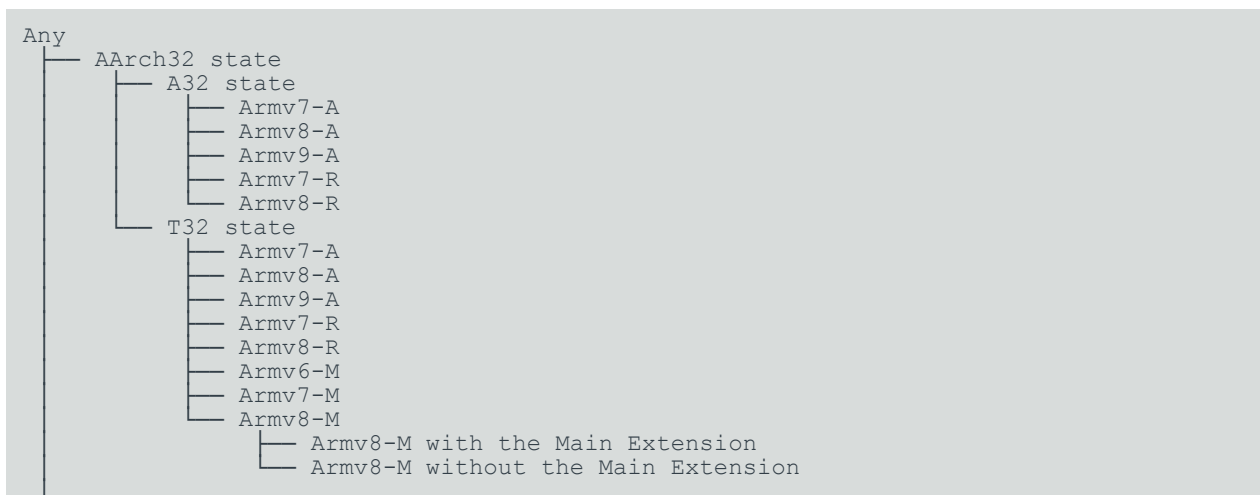 Any
├── AArch32 state
│   ├── A32 state
│   │   ├── Armv7-A
│   │   ├── Armv8-A
│   │   ├── Armv9-A
│   │   ├── Armv7-R
│   │   └── Armv8-R
│   └── T32 state
│       ├── Armv7-A
│       ├── Armv8-A
│       ├── Armv9-A
│       ├── Armv7-R
│       ├── Armv8-R
│       ├── Armv6-M
│       ├── Armv7-M
│       └── Armv8-M
│           ├── Armv8-M with the Main Extension
│           └── Armv8-M without the Main Extension